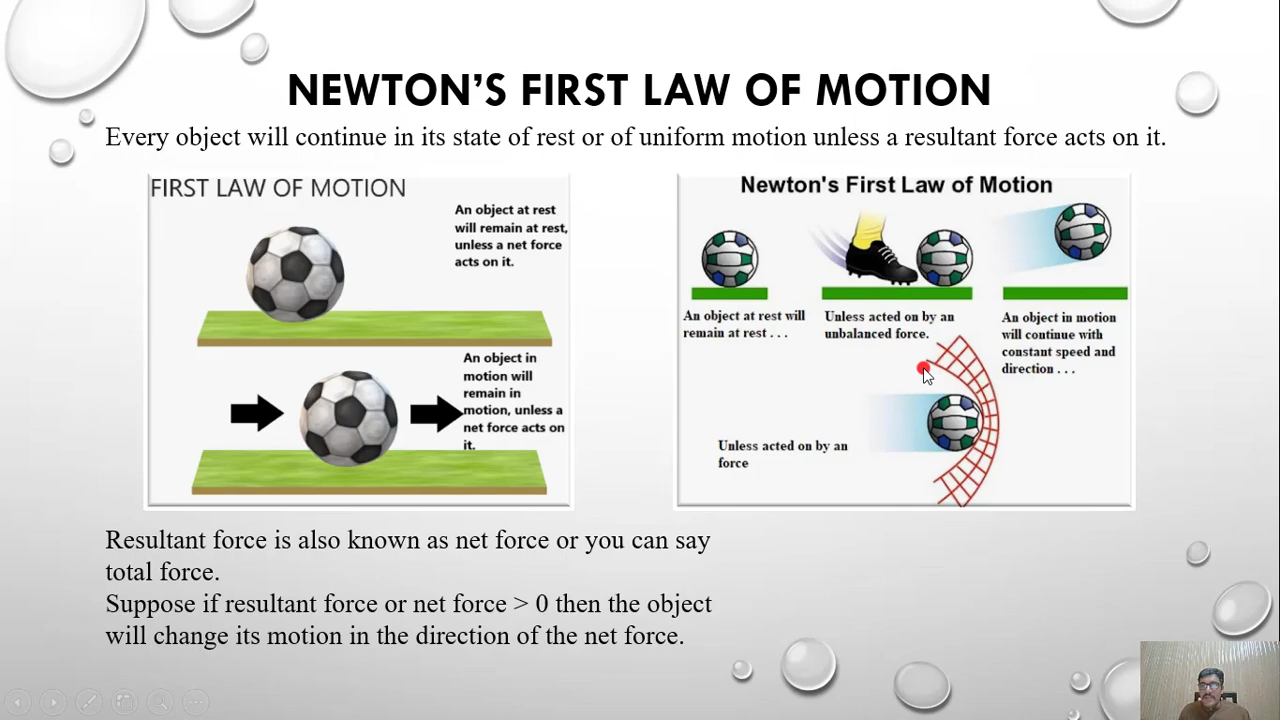 NEWTON'S FIRST LAW OF MOTION
Every object will continue in its state of rest or of uniform motion unless a resultant force acts on it.
FIRST LAW OF MOTION
An object at rest
will remain at rest,
unless a net force
acts on it.
An object in
motion will
remain in
motion, unless a
net force acts on
it.
Newton's First Law of Motion
An object at rest will
remain at rest . . .
Unless acted on by an
unbalanced force.
An object in motion
will continue with
constant speed and
direction . . .
Unless acted on by an
force
Resultant force is also known as net force or you can say
total force.
Suppose if resultant force or net force > 0 then the object
will change its motion in the direction of the net force.